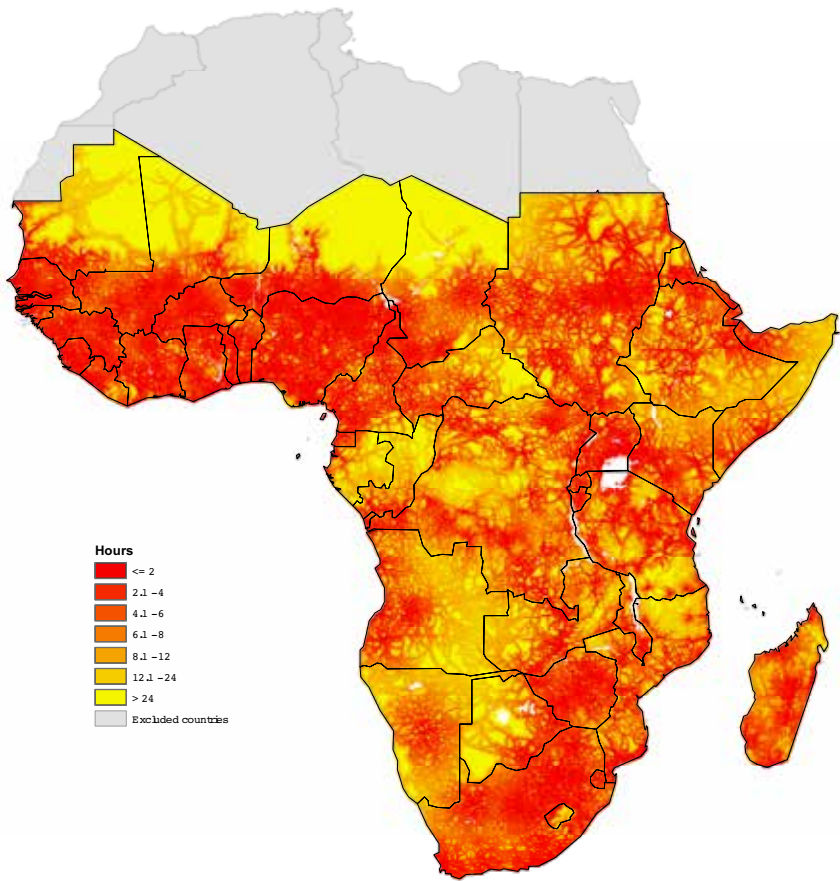 Hours
<= 2
2.1 – 4
4.1 – 6
6.1 – 8
8.1 – 12
12.1 – 24
> 24
Excluded countries